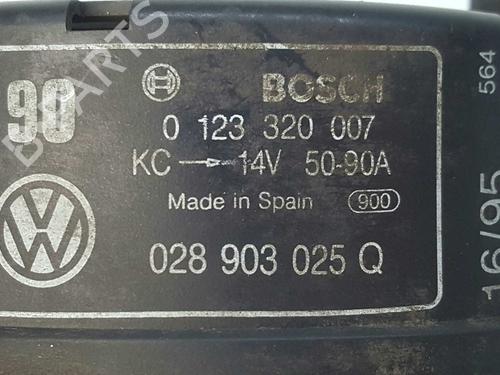 90
BOSCH
0 123 320 007
KC → 14V 50-90A
Made in Spain 900
028 903 025 Q
16/95
564
PARTS